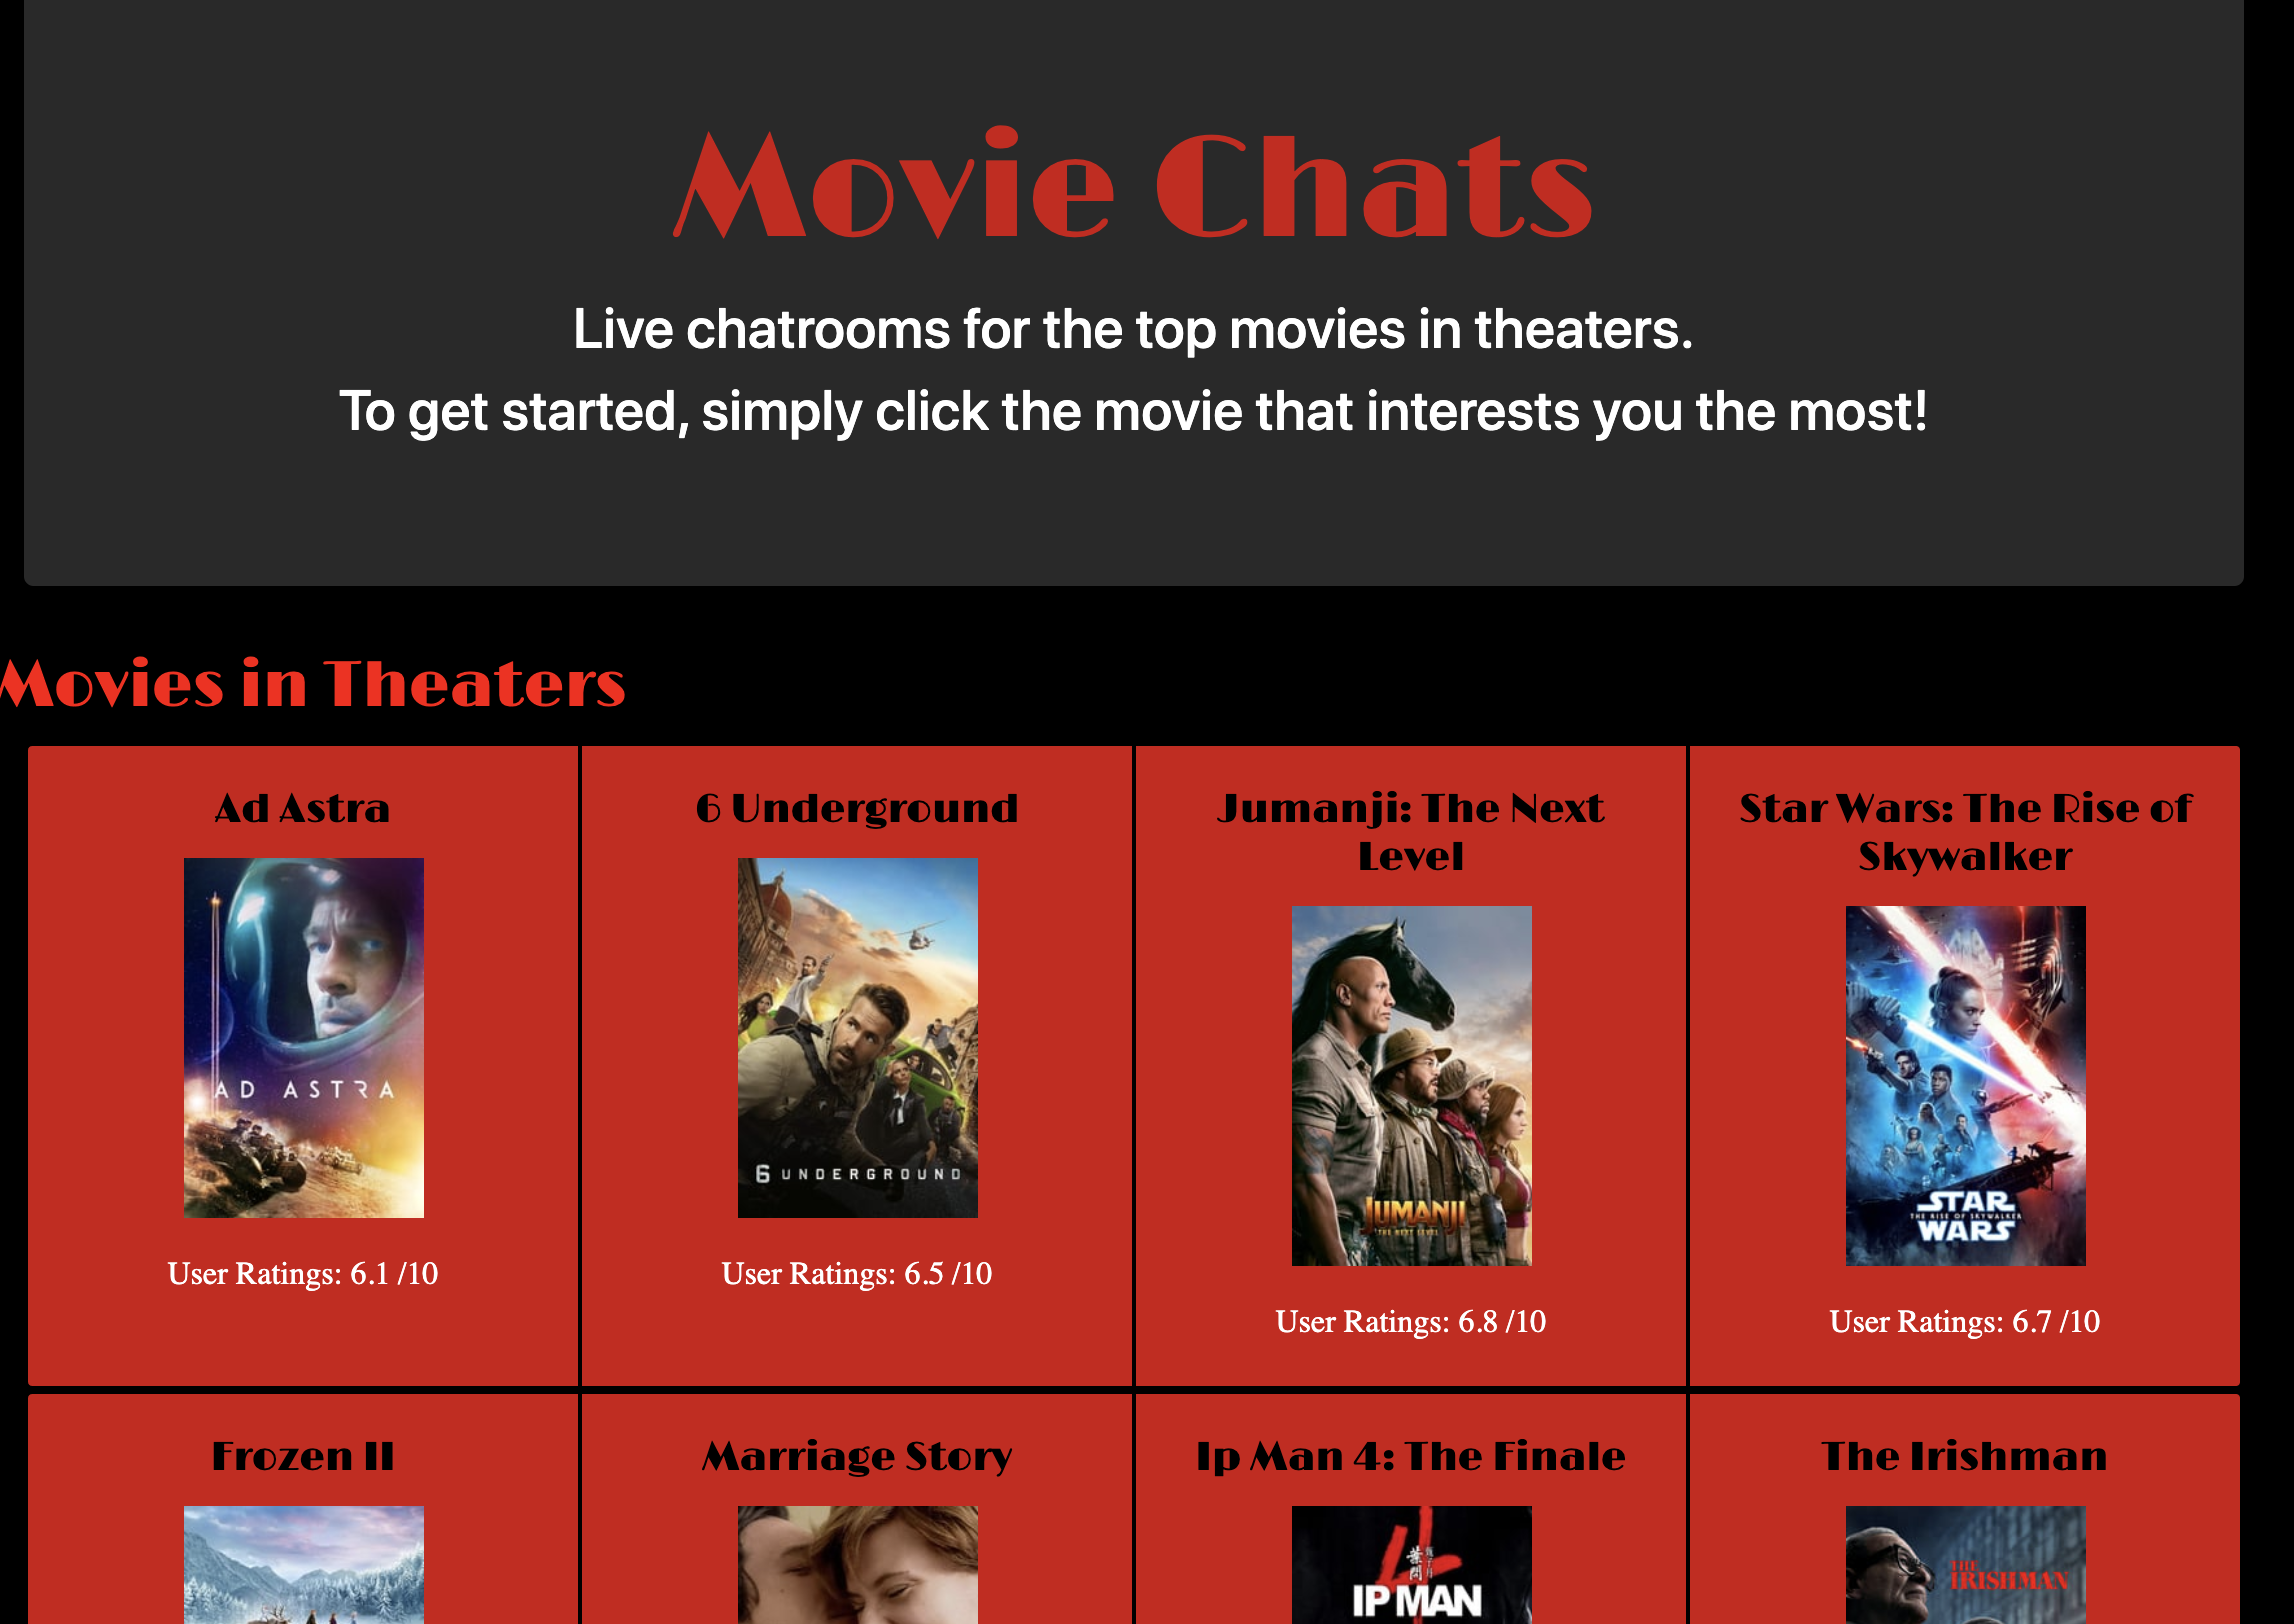 Movie Chats
Live chatrooms for the top movies in theaters.
To get started, simply click the movie that interests you the most!
Movies in Theaters
Ad Astra
AD ASTRA
User Ratings: 6.1 /10
6 Underground
6 UNDERGROUND
User Ratings: 6.5 /10
Jumanji: The Next
Level
JUMANJI
THE NEXT LEVEL
User Ratings: 6.8 /10
Star Wars: The Rise of
Skywalker
STAR
THE RISE OF SKYWALKER
WARS
User Ratings: 6.7 /10
Frozen II
Marriage Story
Ip Man 4: The Finale
4
葉問
IP MAN
The Irishman
THE
IRISHMAN